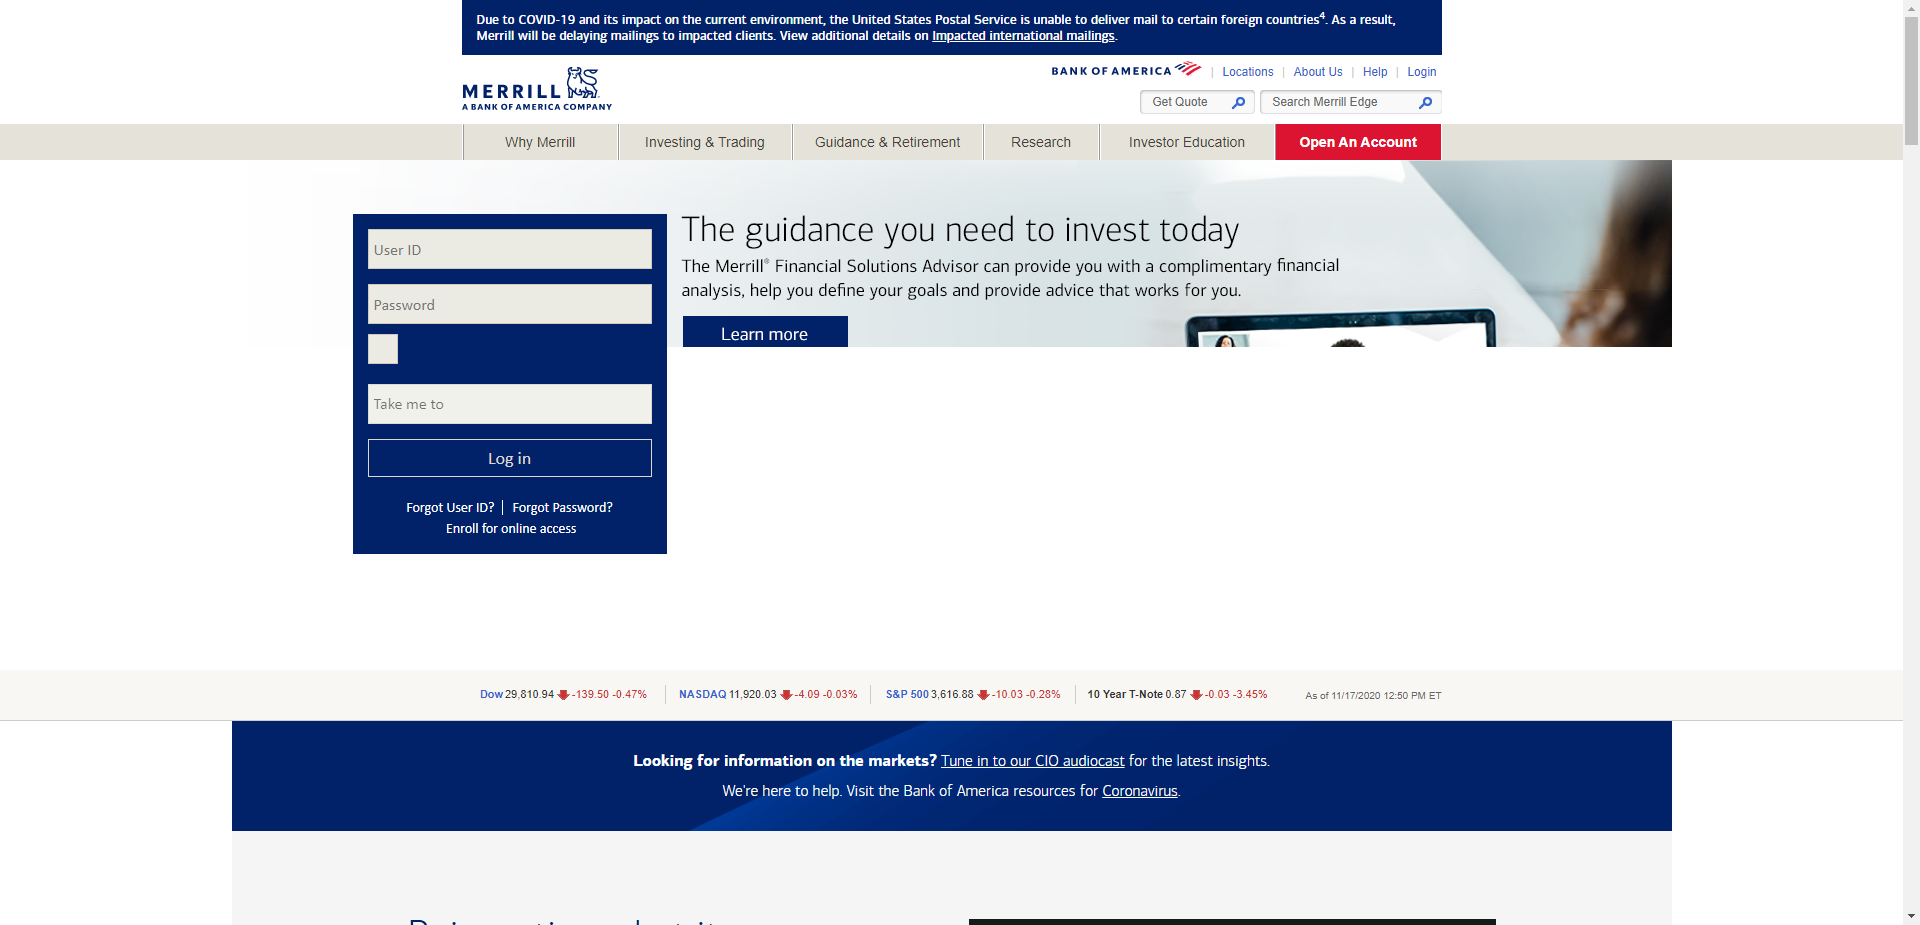 Due to COVID-19 and its impact on the current environment, the United States Postal Service is unable to deliver mail to certain foreign countries4. As a result,
Merrill will be delaying mailings to impacted clients. View additional details on Impacted international mailings.
MERRILL
A BANK OF AMERICA COMPANY
BANK OF AMERICA | Locations | About Us | Help | Login
Get Quote Search Merrill Edge
Why Merrill Investing & Trading Guidance & Retirement Research Investor Education Open An Account
The guidance you need to invest today
The Merrill® Financial Solutions Advisor can provide you with a complimentary financial
analysis, help you define your goals and provide advice that works for you.
Learn more
User ID
Password
Take me to
Log in
Forgot User ID? | Forgot Password?
Enroll for online access
Dow 29,810.94 -139.50 -0.47% NASDAQ 11,920.03 -4.09 -0.03% S&P 500 3,616.88 -10.03 -0.28% 10 Year T-Note 0.87 -0.03 -3.45% As of 11/17/2020 12:50 PM ET
Looking for information on the markets? Tune in to our CIO audiocast for the latest insights.
We're here to help. Visit the Bank of America resources for Coronavirus.